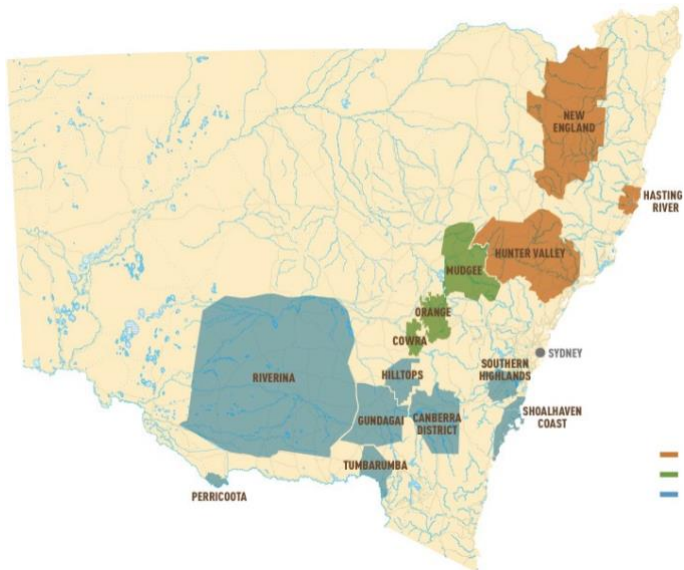 NEW
ENGLAND
HASTING
RIVER
HUNTER VALLEY
MUDGEE
ORANGE
COWRA
SYDNEY
SOUTHERN
HIGHLANDS
HILLTOPS
RIVERINA
SHOALHAVEN
COAST
GUNDAGAI
CANBERRA
DISTRICT
TUMBARUMBA
PERRICOOTA